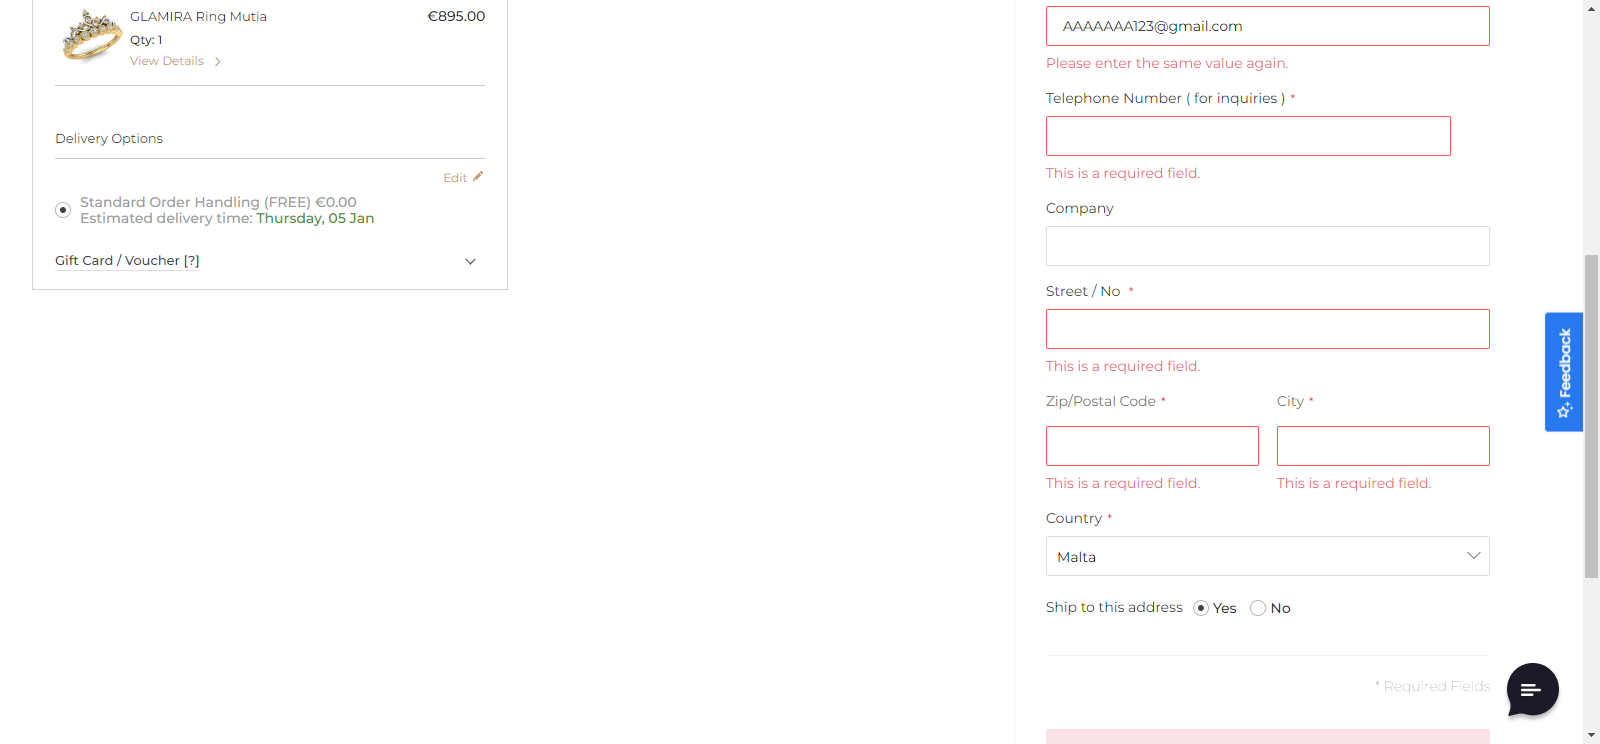 GLAMIRA Ring Mutia €895.00
Qty: 1
View Details
Delivery Options
Edit
Standard Order Handling (FREE) €0.00
Estimated delivery time: Thursday, 05 Jan
Gift Card / Voucher [?]
AAAAAAA123@gmail.com
Please enter the same value again.
Telephone Number ( for inquiries ) *
This is a required field.
Company
Street / No *
This is a required field.
Zip/Postal Code * City *
This is a required field. This is a required field.
Country *
Malta
Ship to this address Yes No
* Required Fields
Feedback